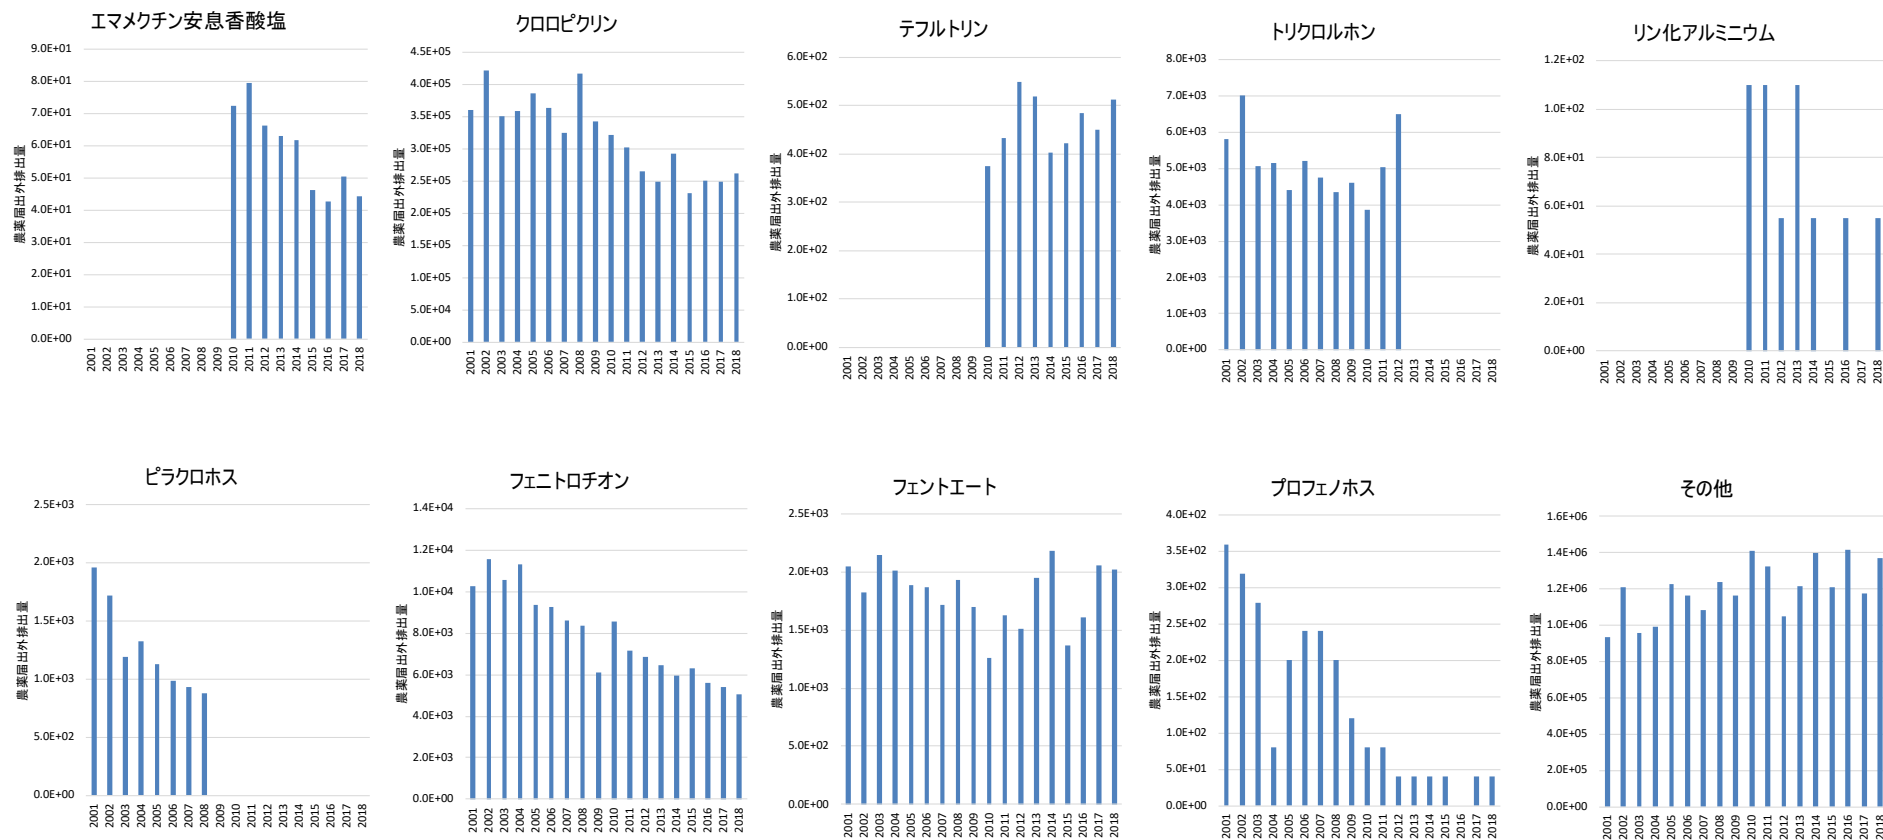 エマメクチン安息香酸塩
農薬届出外排出量
9.0E+01
8.0E+01
7.0E+01
6.0E+01
5.0E+01
4.0E+01
3.0E+01
2.0E+01
1.0E+01
0.0E+00
2001 2002 2003 2004 2005 2006 2007 2008 2009 2010 2011 2012 2013 2014 2015 2016 2017 2018
クロロピクリン
農薬届出外排出量
4.5E+05
4.0E+05
3.5E+05
3.0E+05
2.5E+05
2.0E+05
1.5E+05
1.0E+05
5.0E+04
0.0E+00
2001 2002 2003 2004 2005 2006 2007 2008 2009 2010 2011 2012 2013 2014 2015 2016 2017 2018
テフルトリン
農薬届出外排出量
6.0E+02
5.0E+02
4.0E+02
3.0E+02
2.0E+02
1.0E+02
0.0E+00
2001 2002 2003 2004 2005 2006 2007 2008 2009 2010 2011 2012 2013 2014 2015 2016 2017 2018
トリクロルホン
農薬届出外排出量
8.0E+03
7.0E+03
6.0E+03
5.0E+03
4.0E+03
3.0E+03
2.0E+03
1.0E+03
0.0E+00
2001 2002 2003 2004 2005 2006 2007 2008 2009 2010 2011 2012 2013 2014 2015 2016 2017 2018
リン化アルミニウム
農薬届出外排出量
1.2E+02
1.0E+02
8.0E+01
6.0E+01
4.0E+01
2.0E+01
0.0E+00
2001 2002 2003 2004 2005 2006 2007 2008 2009 2010 2011 2012 2013 2014 2015 2016 2017 2018
ピラクロホス
農薬届出外排出量
2.5E+03
2.0E+03
1.5E+03
1.0E+03
5.0E+02
0.0E+00
2001 2002 2003 2004 2005 2006 2007 2008 2009 2010 2011 2012 2013 2014 2015 2016 2017 2018
フェニトロチオン
農薬届出外排出量
1.4E+04
1.2E+04
1.0E+04
8.0E+03
6.0E+03
4.0E+03
2.0E+03
0.0E+00
2001 2002 2003 2004 2005 2006 2007 2008 2009 2010 2011 2012 2013 2014 2015 2016 2017 2018
フェントエート
農薬届出外排出量
2.5E+03
2.0E+03
1.5E+03
1.0E+03
5.0E+02
0.0E+00
2001 2002 2003 2004 2005 2006 2007 2008 2009 2010 2011 2012 2013 2014 2015 2016 2017 2018
プロフェノホス
農薬届出外排出量
4.0E+02
3.5E+02
3.0E+02
2.5E+02
2.0E+02
1.5E+02
1.0E+02
5.0E+01
0.0E+00
2001 2002 2003 2004 2005 2006 2007 2008 2009 2010 2011 2012 2013 2014 2015 2016 2017 2018
その他
農薬届出外排出量
1.6E+06
1.4E+06
1.2E+06
1.0E+06
8.0E+05
6.0E+05
4.0E+05
2.0E+05
0.0E+00
2001 2002 2003 2004 2005 2006 2007 2008 2009 2010 2011 2012 2013 2014 2015 2016 2017 2018